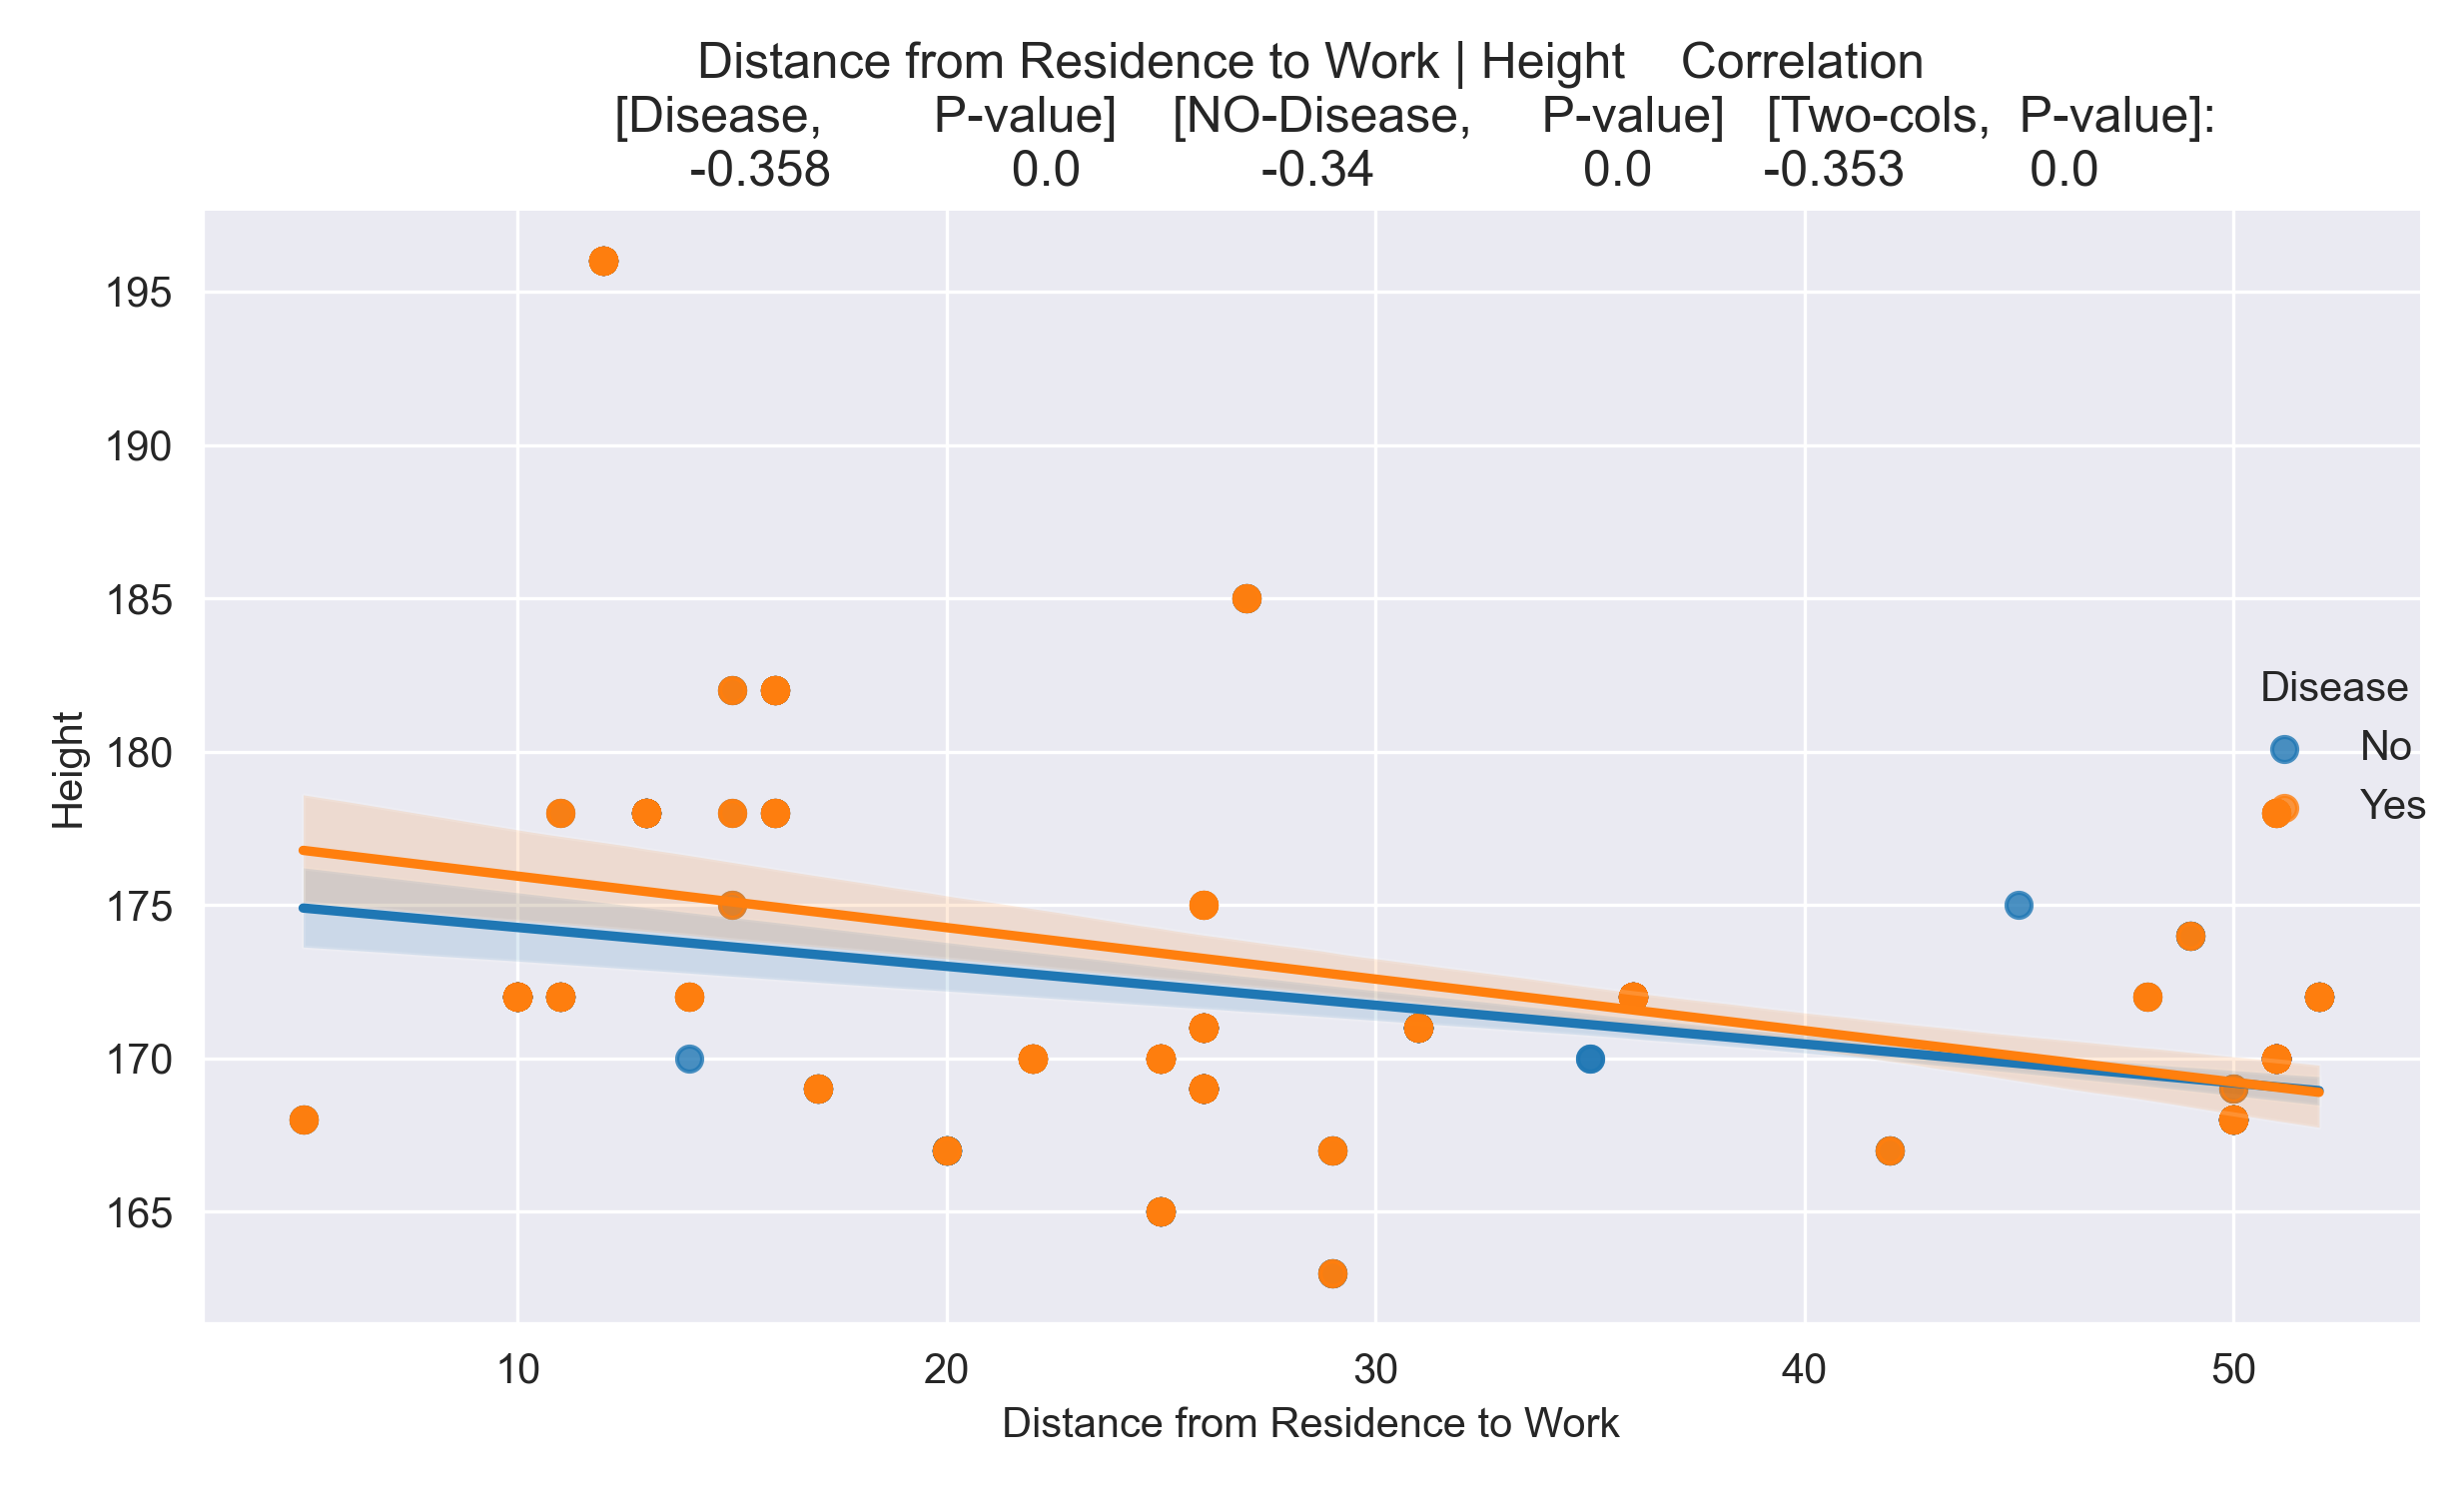 Distance from Residence to Work | Height Correlation
[Disease, P-value] [NO-Disease, P-value] [Two-cols, P-value]:
-0.358 0.0 -0.34 0.0 -0.353 0.0
195
190
185
180
175
170
165
Height
Disease
No
Yes
10 20 30 40 50
Distance from Residence to Work